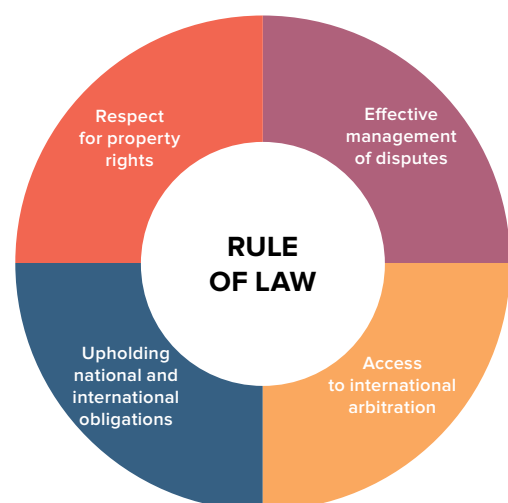 Respect
for property
rights
Effective
management
of disputes
RULE
OF LAW
Upholding
national and
international
obligations
Access
to international
arbitration